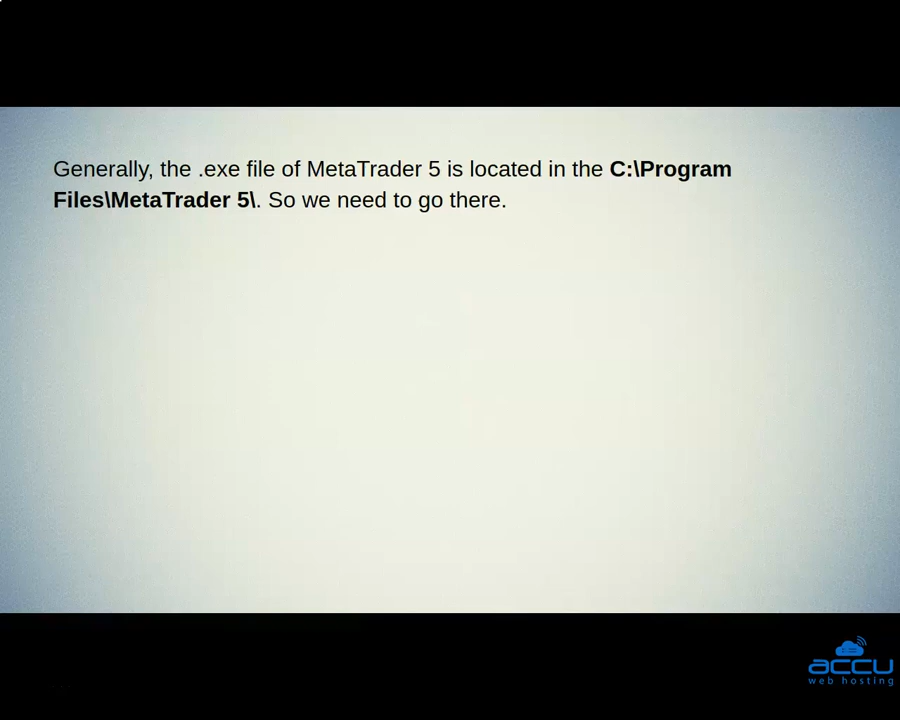 Generally, the .exe file of MetaTrader 5 is located in the C:\Program
Files\MetaTrader 5\. So we need to go there.
accu
web hosting